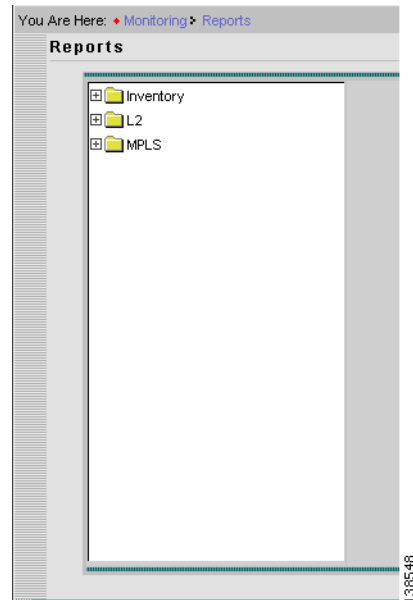 You Are Here: ♦ Monitoring ‣ Reports
Reports
Inventory
L2
MPLS
138548